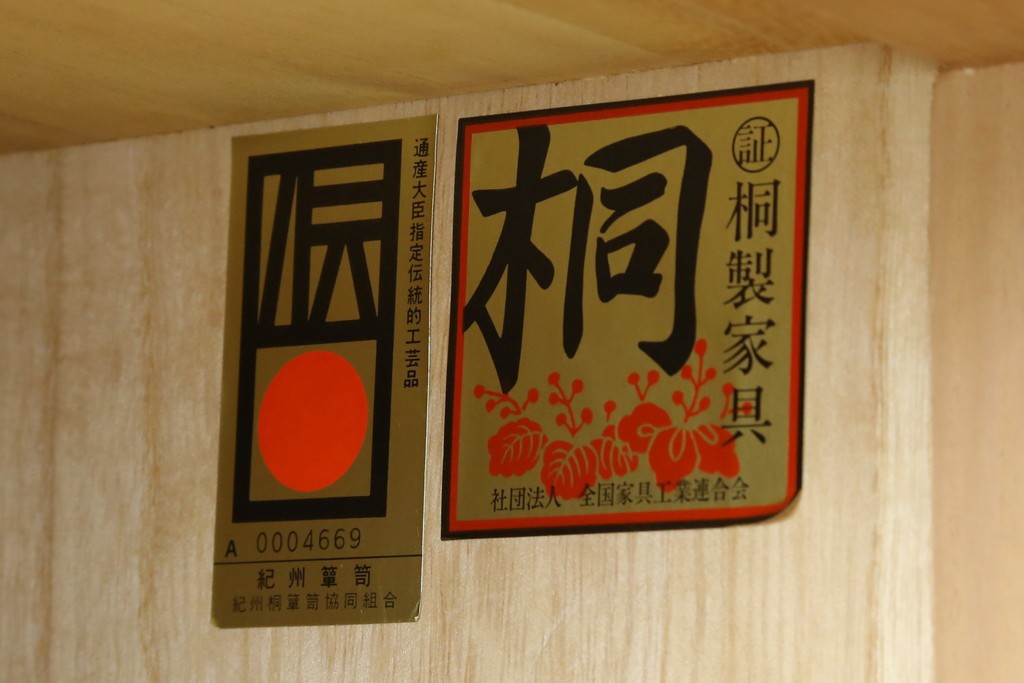 伝
通産大臣指定伝統的工芸品
A 0004669
紀州簞笥
紀州桐簞笥協同組合
桐
証
桐製家具
社団法人 全国家具工業連合会